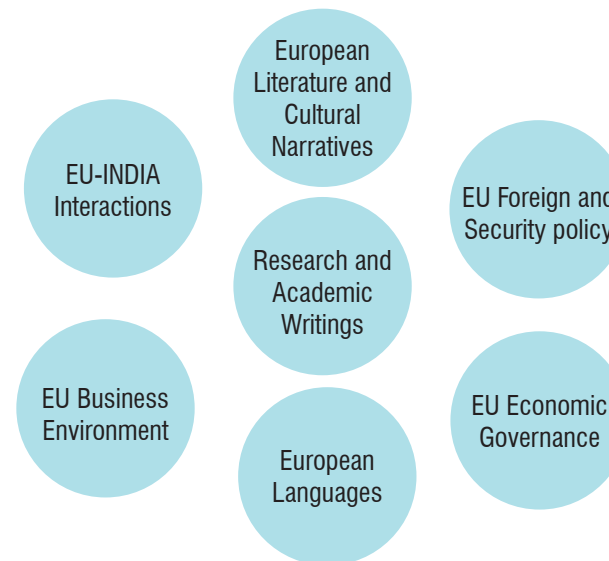 European
Literature and
Cultural
Narratives
EU-INDIA
Interactions
EU Foreign and
Security policy
Research and
Academic
Writings
EU Business
Environment
EU Economic
Governance
European
Languages